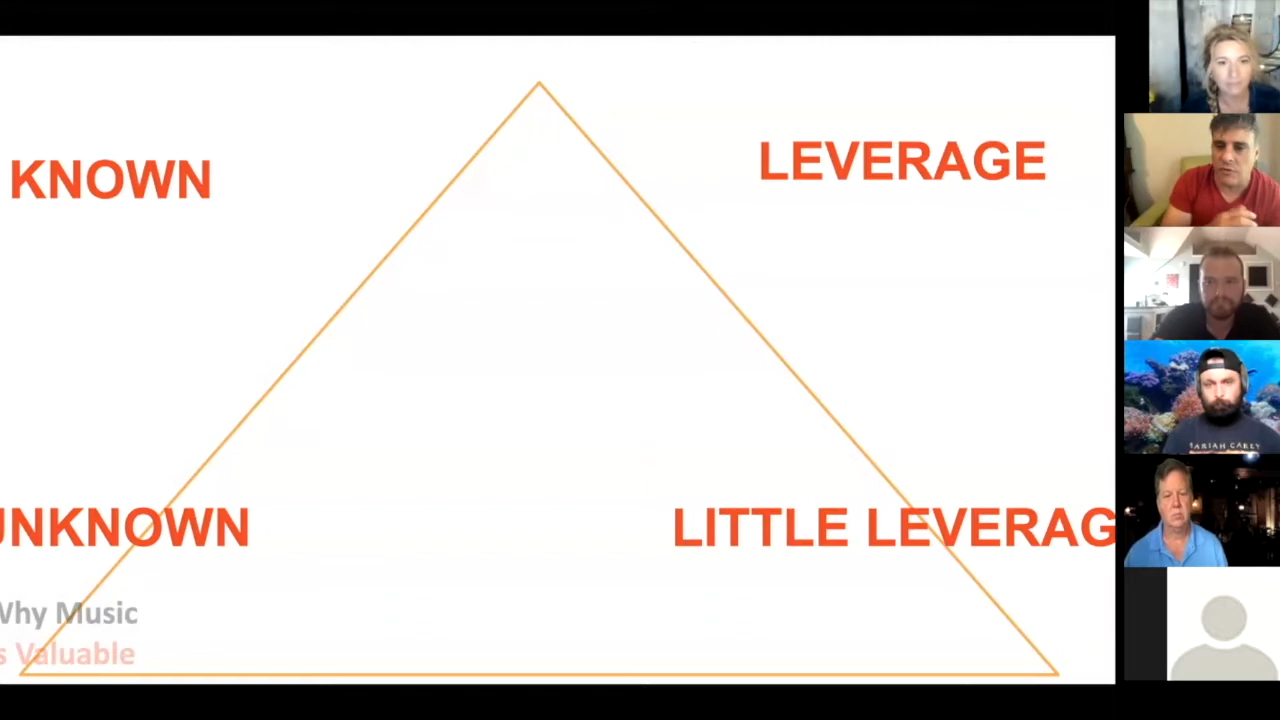 KNOWN
LEVERAGE
UNKNOWN
LITTLE LEVERAG
Why Music
s Valuable
MARIAH CAREY